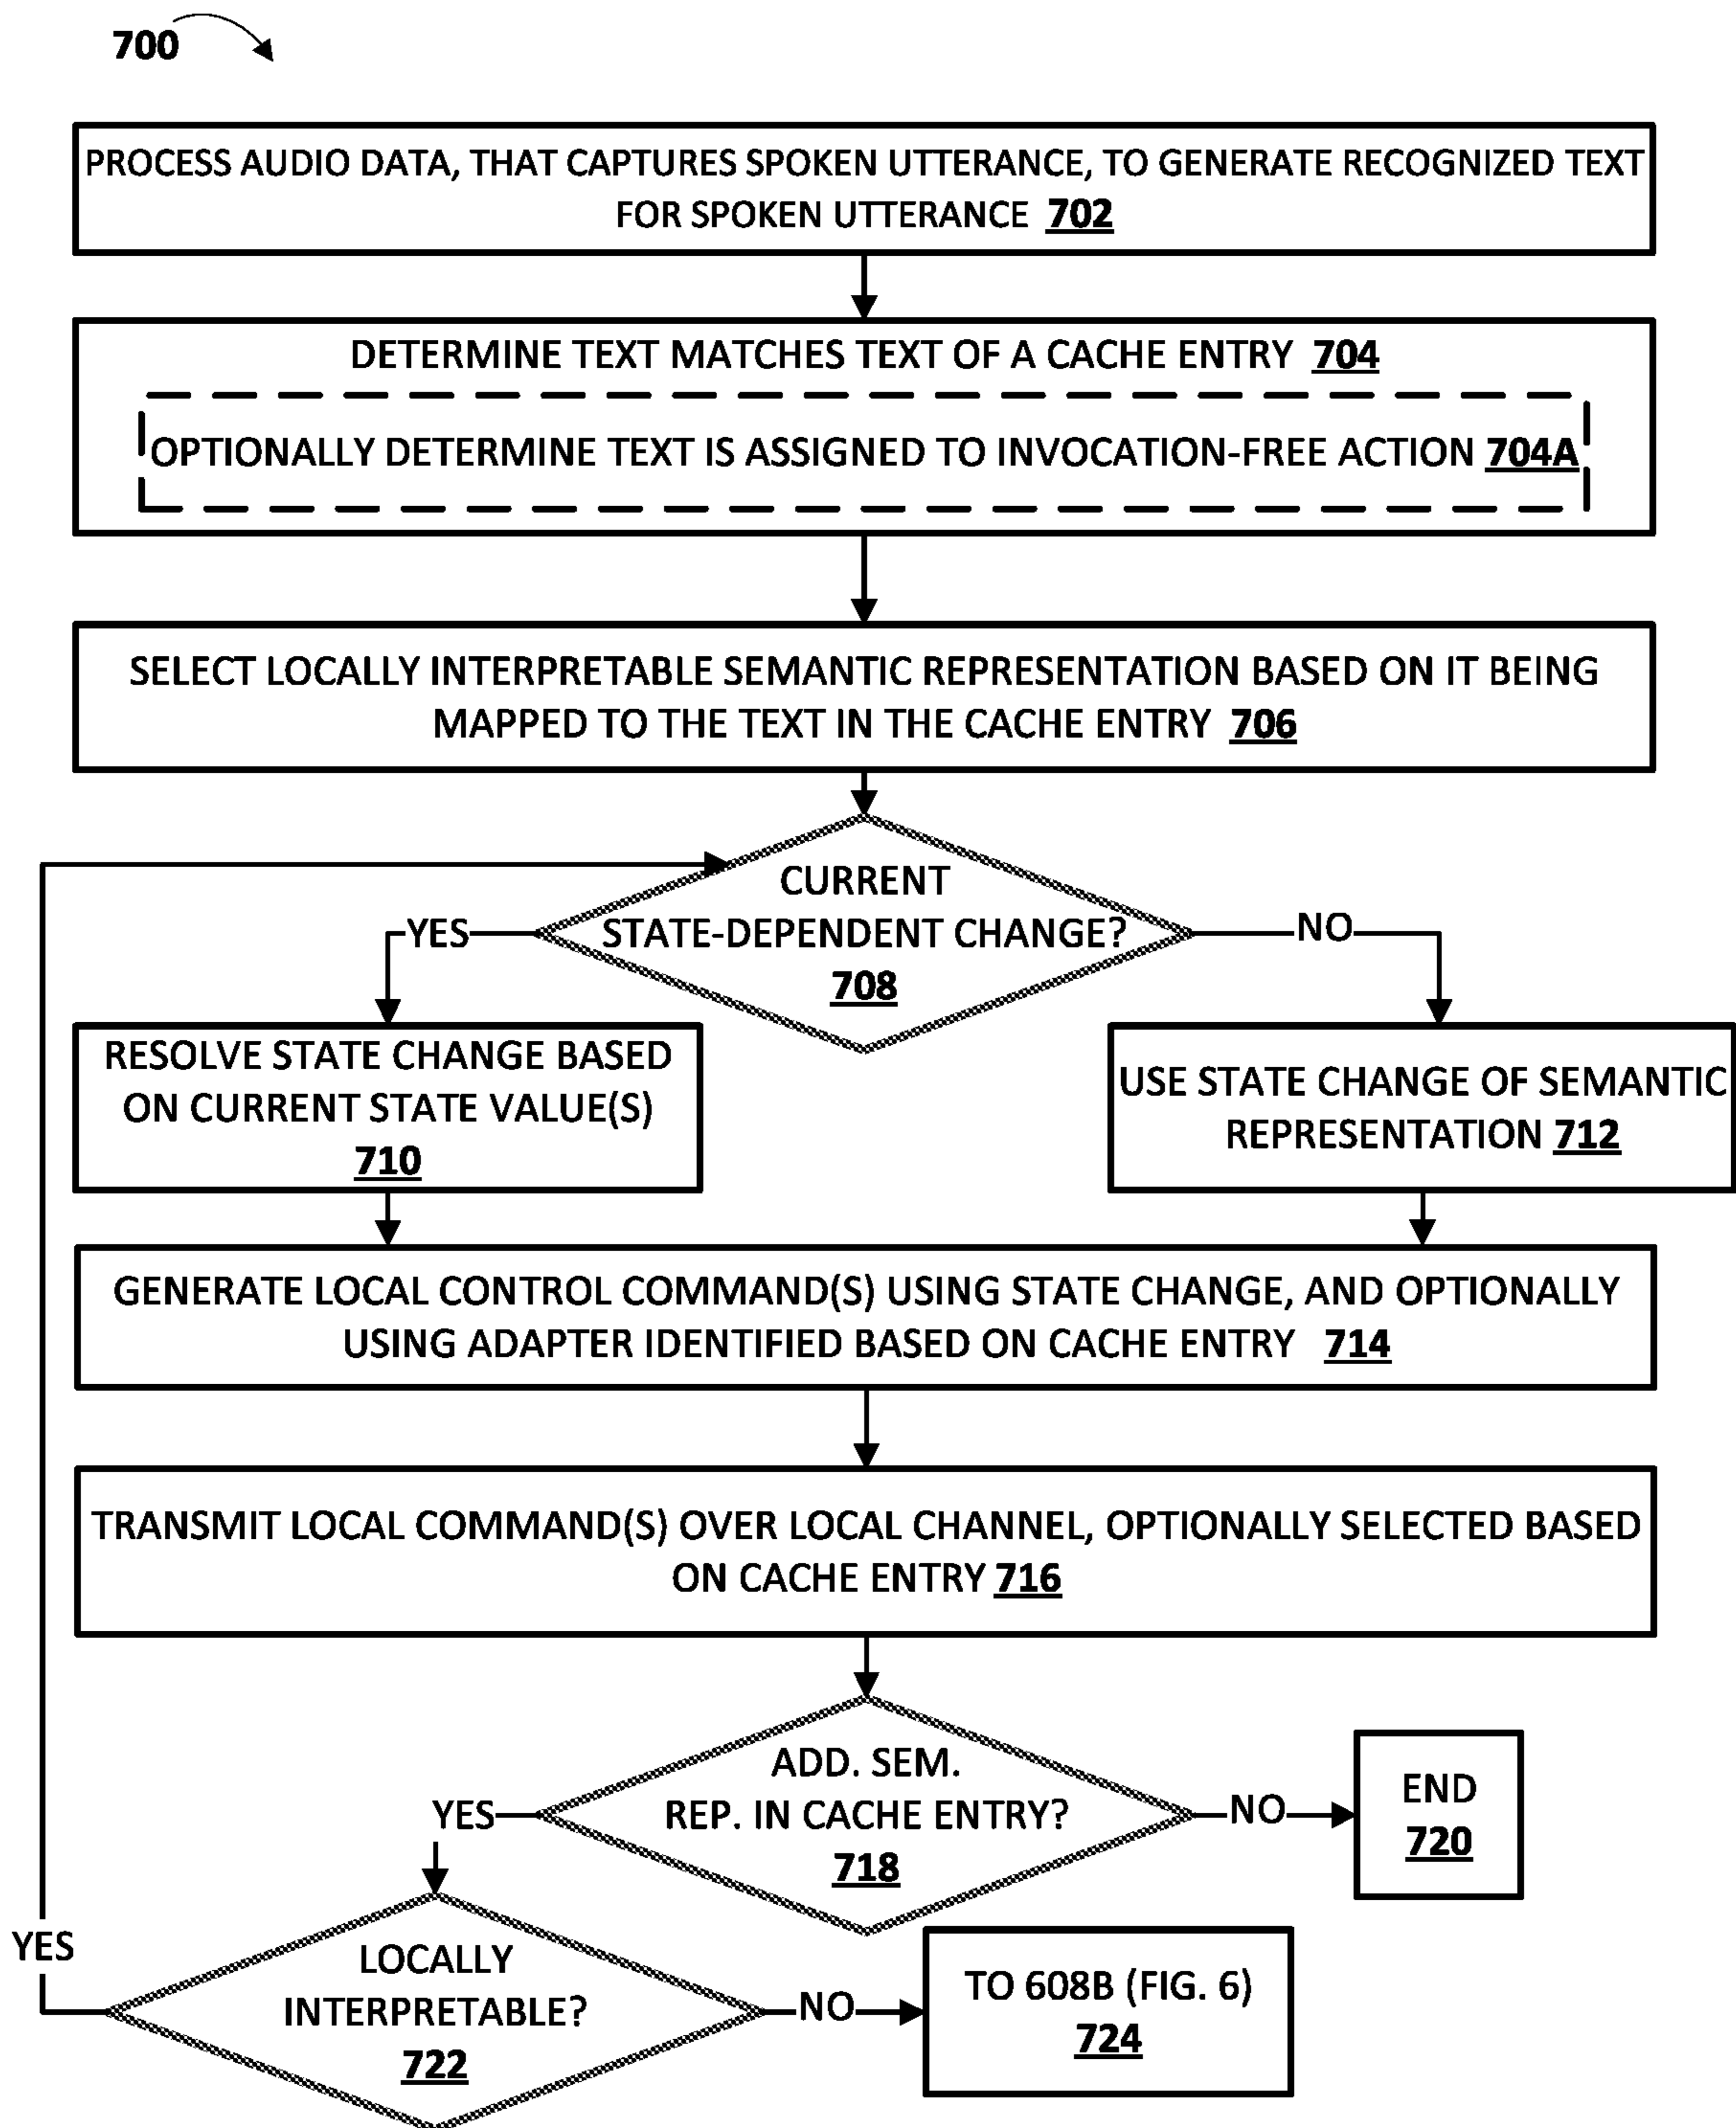 700
PROCESS AUDIO DATA, THAT CAPTURES SPOKEN UTTERANCE, TO GENERATE RECOGNIZED TEXT
FOR SPOKEN UTTERANCE 702
DETERMINE TEXT MATCHES TEXT OF A CACHE ENTRY 704
OPTIONALLY DETERMINE TEXT IS ASSIGNED TO INVOCATION-FREE ACTION 704A
SELECT LOCALLY INTERPRETABLE SEMANTIC REPRESENTATION BASED ON IT BEING
MAPPED TO THE TEXT IN THE CACHE ENTRY 706
CURRENT
STATE-DEPENDENT CHANGE?
708
YES
NO
RESOLVE STATE CHANGE BASED
ON CURRENT STATE VALUE(S)
710
USE STATE CHANGE OF SEMANTIC
REPRESENTATION 712
GENERATE LOCAL CONTROL COMMAND(S) USING STATE CHANGE, AND OPTIONALLY
USING ADAPTER IDENTIFIED BASED ON CACHE ENTRY 714
TRANSMIT LOCAL COMMAND(S) OVER LOCAL CHANNEL, OPTIONALLY SELECTED BASED
ON CACHE ENTRY 716
ADD. SEM.
REP. IN CACHE ENTRY?
718
YES
NO
END
720
LOCALLY
INTERPRETABLE?
722
YES
NO
TO 608B (FIG. 6)
724